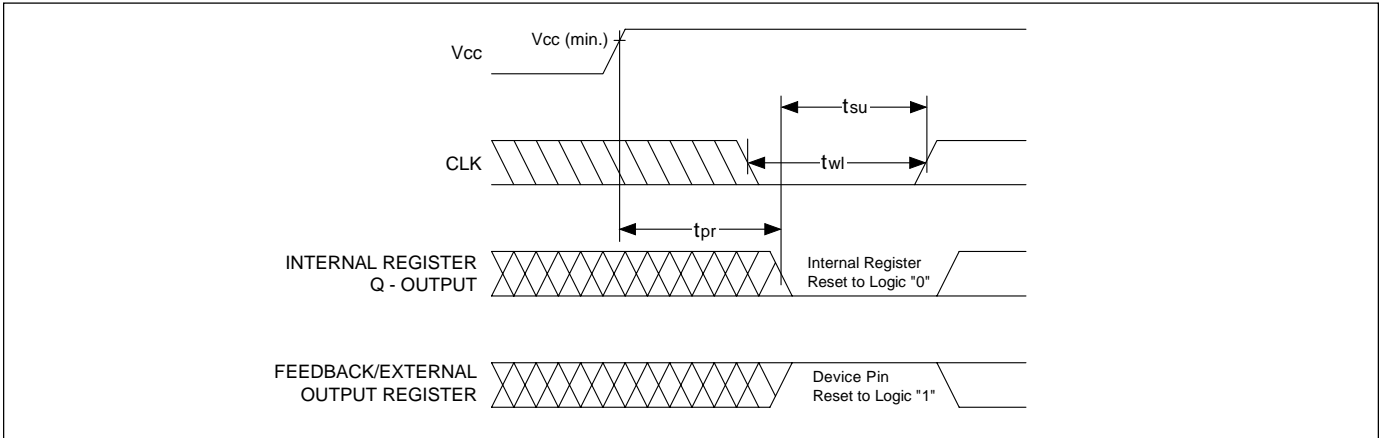 Vcc
Vcc (min.)
tsu
CLK
twl
tpr
INTERNAL REGISTER
Q - OUTPUT
Internal Register
Reset to Logic "0"
FEEDBACK/EXTERNAL
OUTPUT REGISTER
Device Pin
Reset to Logic "1"